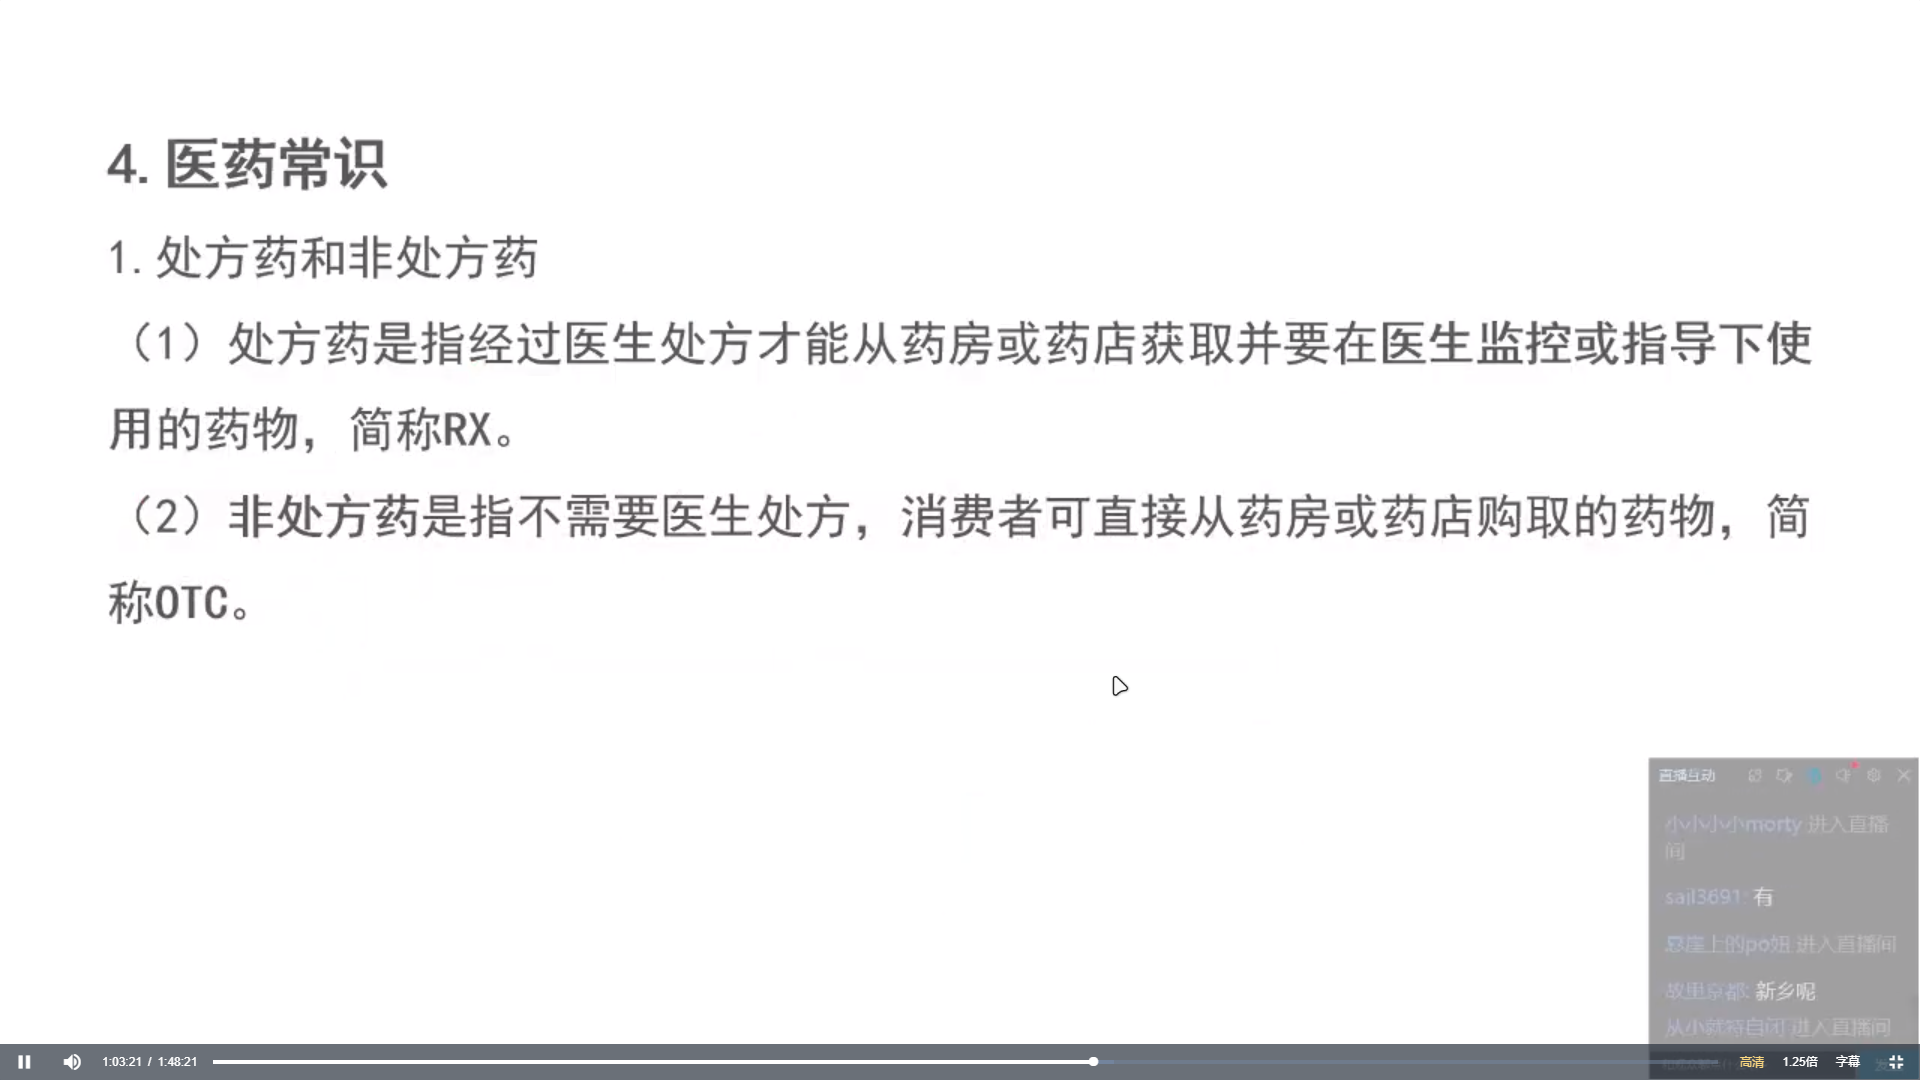 4. 医药常识
1. 处方药和非处方药
（1）处方药是指经过医生处方才能从药房或药店获取并要在医生监控或指导下使
用的药物，简称RX。
（2）非处方药是指不需要医生处方，消费者可直接从药房或药店购取的药物，简
称OTC。
直播互动
小小小小morty 进入直播
间
sail3691: 有
崖上的po妞 进入直播间
故里京都: 新乡呢
从小就特自闭 进入直播间
1:03:21 / 1:48:21
高清 1.25倍 字幕